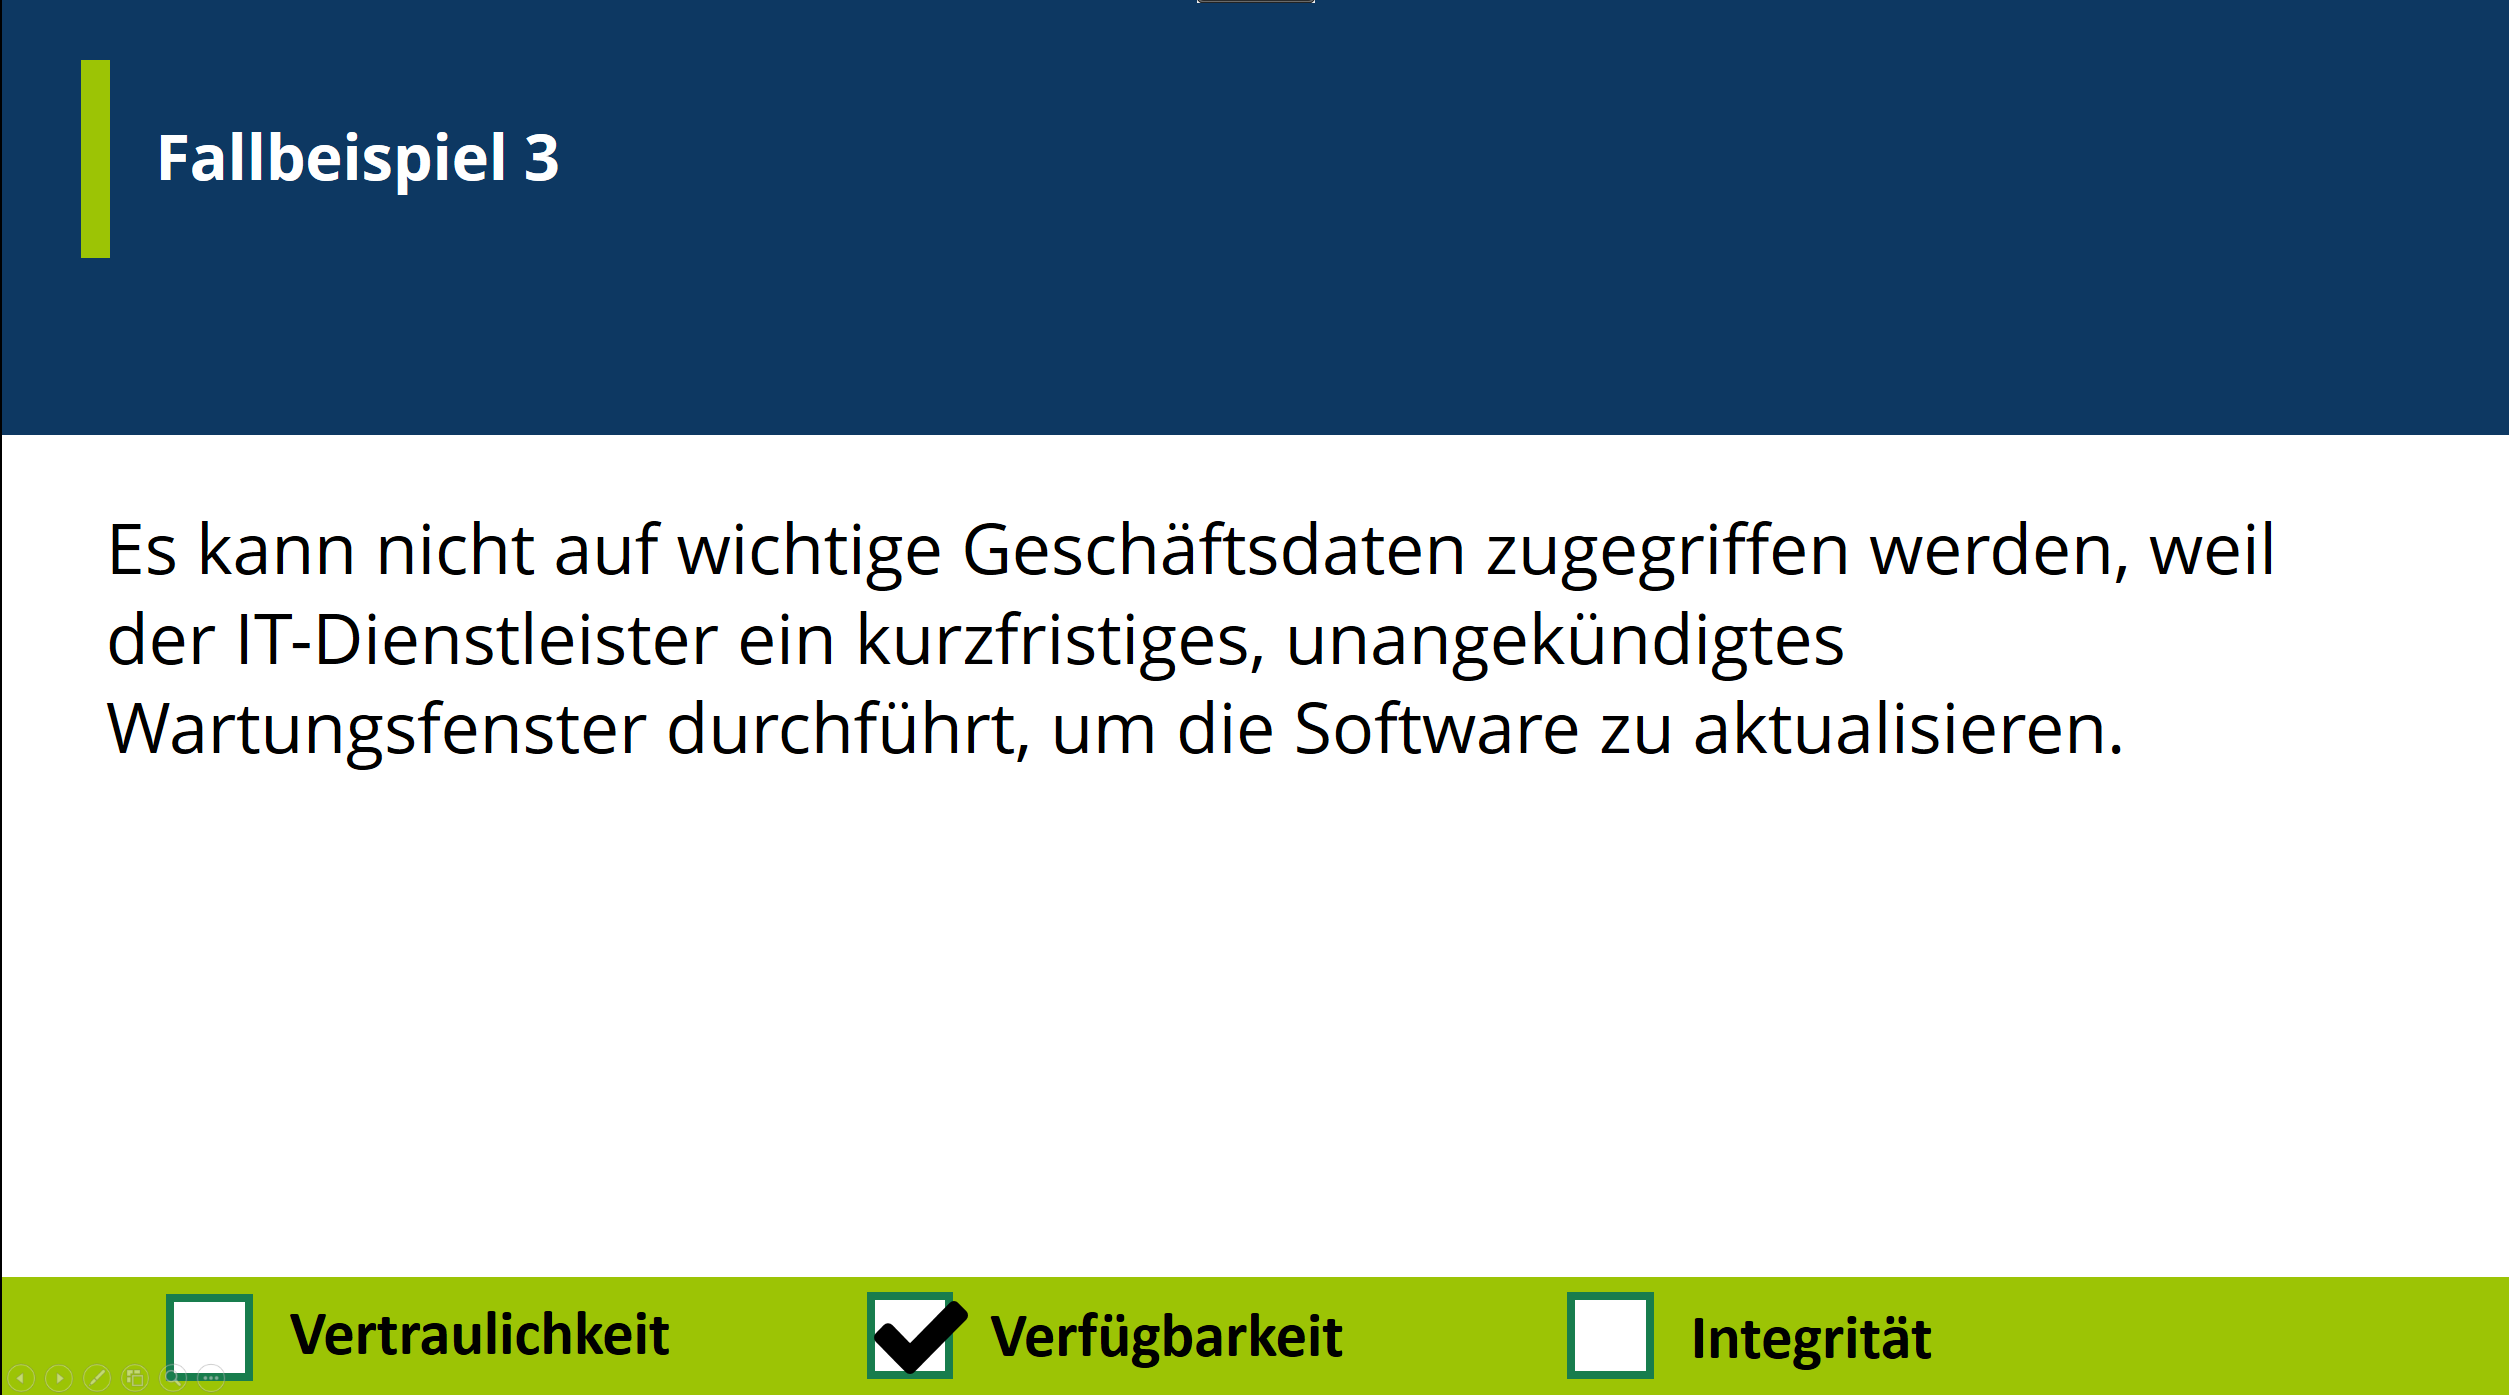 Fallbeispiel 3
Es kann nicht auf wichtige Geschäftsdaten zugegriffen werden, weil
der IT-Dienstleister ein kurzfristiges, unangekündigtes
Wartungsfenster durchführt, um die Software zu aktualisieren.
Vertraulichkeit
Verfügbarkeit
Integrität